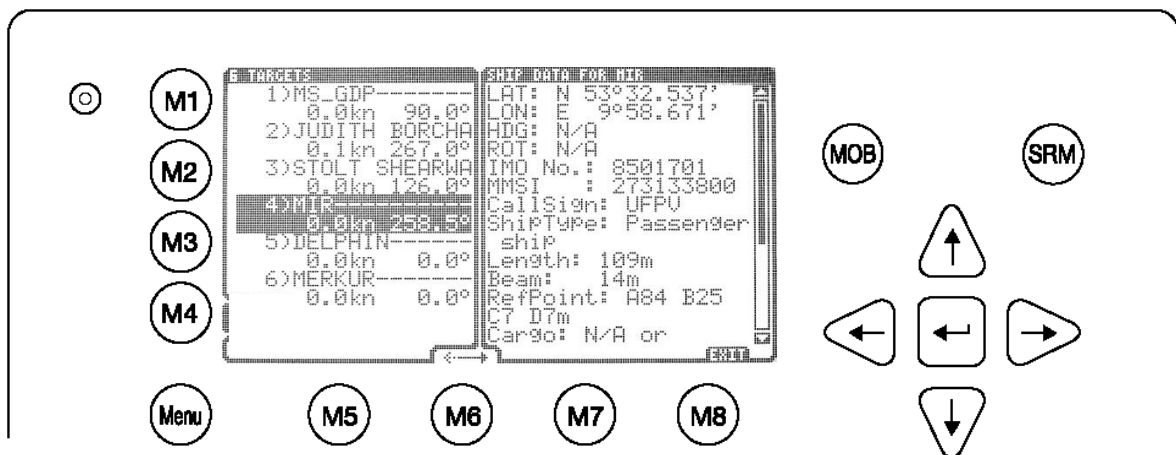 M1
M2
M3
M4
Menu
M5
M6
M7
M8
MOB
SRM
6 TARGETS
1)MS_GDP-------
0.0kn 90.0°
2)JUDITH BORCHA
0.1kn 267.0°
3)STOLT SHEARWA
0.0kn 126.0°
4)MIR----------
0.0kn 258.5°
5)DELPHIN------
0.0kn 0.0°
6)MERKUR-------
0.0kn 0.0°
SHIP DATA FOR MIR
LAT: N 53°32.537'
LON: E 9°58.671'
HDG: N/A
ROT: N/A
IMO No.: 8501701
MMSI : 273133800
CallSign: UFPV
ShipType: Passenger
ship
Length: 109m
Beam: 14m
RefPoint: A84 B25
C7 D7m
Cargo: N/A or
EXIT